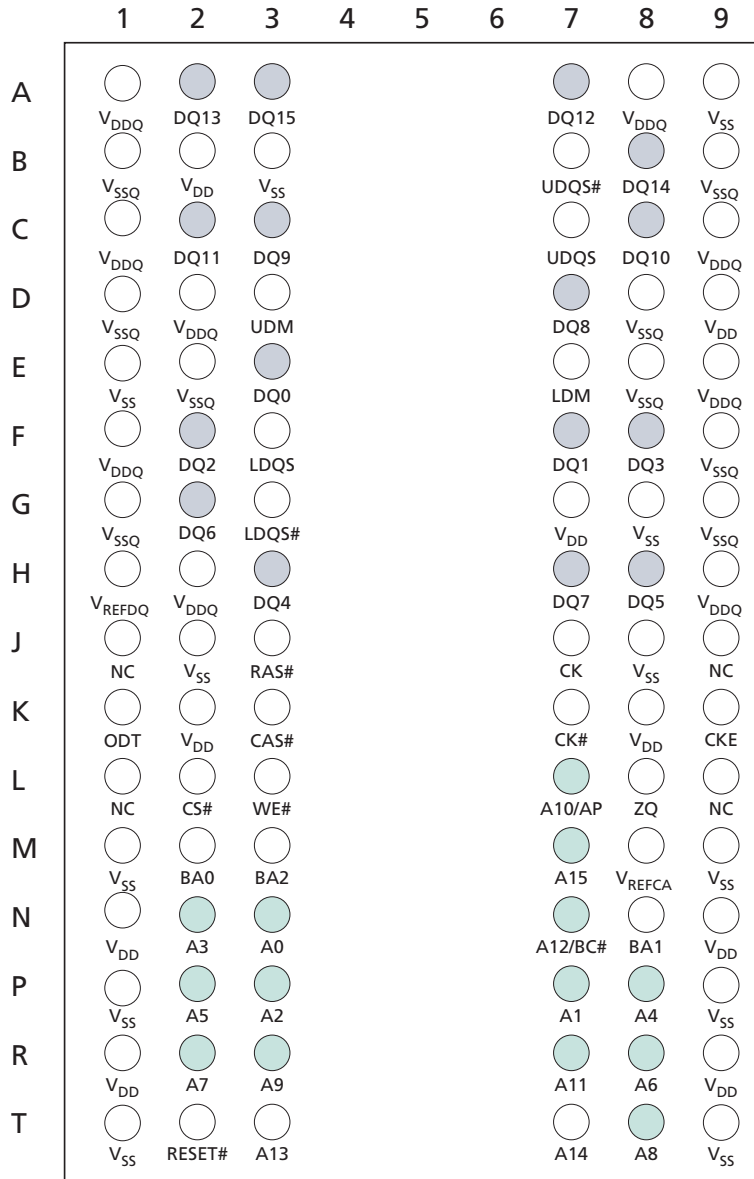 1 2 3 4 5 6 7 8 9
A
VDDQ DQ13 DQ15 DQ12 VDDQ VSS
B
VSSQ VDD VSS UDQS# DQ14 VSSQ
C
VDDQ DQ11 DQ9 UDQS DQ10 VDDQ
D
VSSQ VDDQ UDM DQ8 VSSQ VDD
E
VSS VSSQ DQ0 LDM VSSQ VDDQ
F
VDDQ DQ2 LDQS DQ1 DQ3 VSSQ
G
VSSQ DQ6 LDQS# VDD VSS VSSQ
H
VREFDQ VDDQ DQ4 DQ7 DQ5 VDDQ
J
NC VSS RAS# CK VSS NC
K
ODT VDD CAS# CK# VDD CKE
L
NC CS# WE# A10/AP ZQ NC
M
VSS BA0 BA2 A15 VREFCA VSS
N
VDD A3 A0 A12/BC# BA1 VDD
P
VSS A5 A2 A1 A4 VSS
R
VDD A7 A9 A11 A6 VDD
T
VSS RESET# A13 A14 A8 VSS